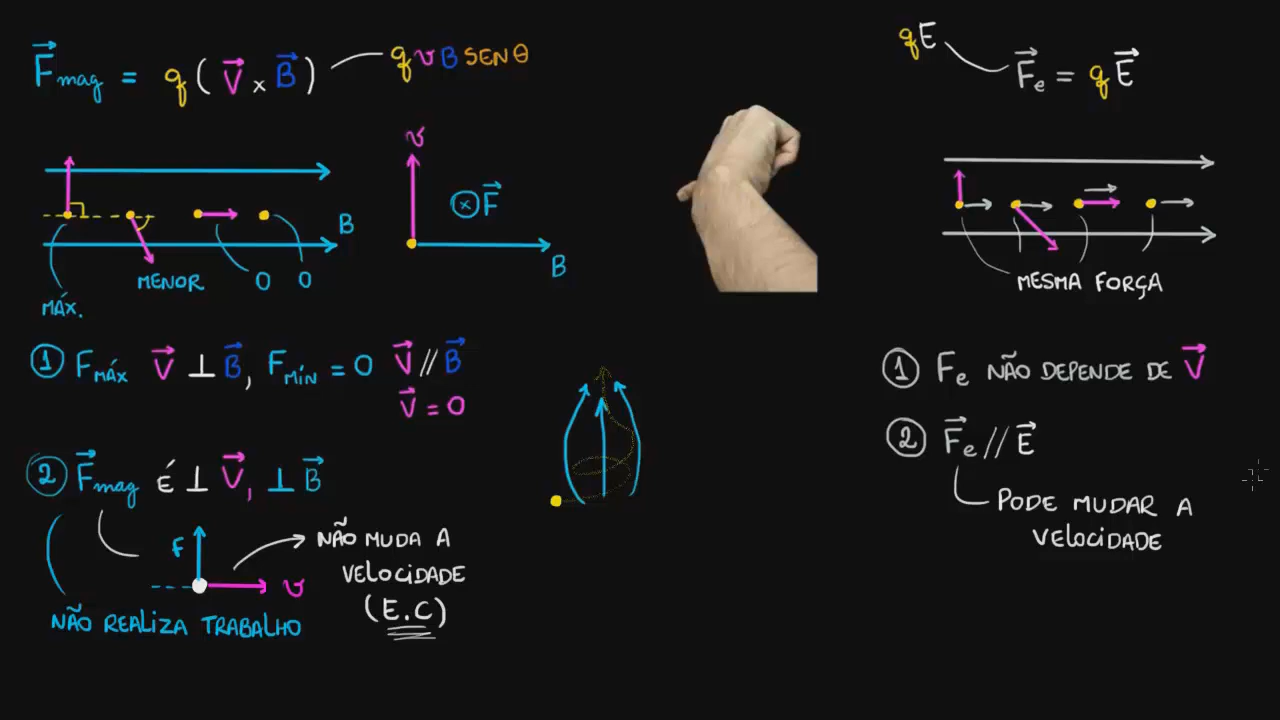 F⃗mag = q(V⃗ × B⃗)
qvB SENθ
v
⊗F⃗
B
B
MENOR
0
0
MÁX.
① FMÁX V⃗ ⊥ B⃗, FMÍN = 0 V⃗ // B⃗
V⃗ = 0
② F⃗mag É ⊥ V⃗, ⊥ B⃗
F
v
NÃO MUDA A
VELOCIDADE
(E.C)
NÃO REALIZA TRABALHO
qE
F⃗e = qE⃗
MESMA FORÇA
① Fe NÃO DEPENDE DE V⃗
② F⃗e // E⃗
PODE MUDAR A
VELOCIDADE